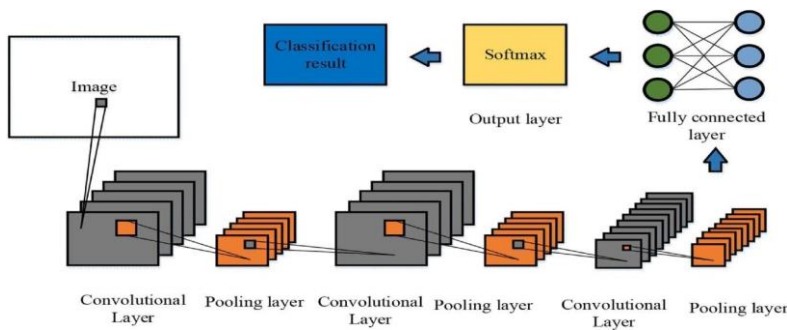 Image
Classification
result
Softmax
Output layer
Fully connected
layer
Convolutional
Layer
Pooling layer
Convolutional
Layer
Pooling layer
Convolutional
Layer
Pooling layer